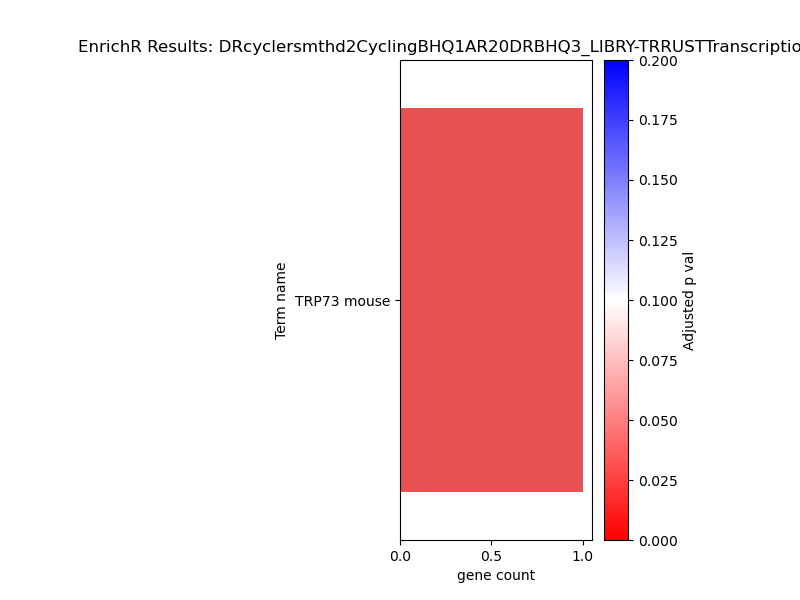 EnrichR Results: DRcyclersmthd2CyclingBHQ1AR20DRBHQ3_LIBRY-TRRUSTTranscriptio
Term name
TRP73 mouse
0.0 0.5 1.0
gene count
0.200
0.175
0.150
0.125
0.100
0.075
0.050
0.025
0.000
Adjusted p val